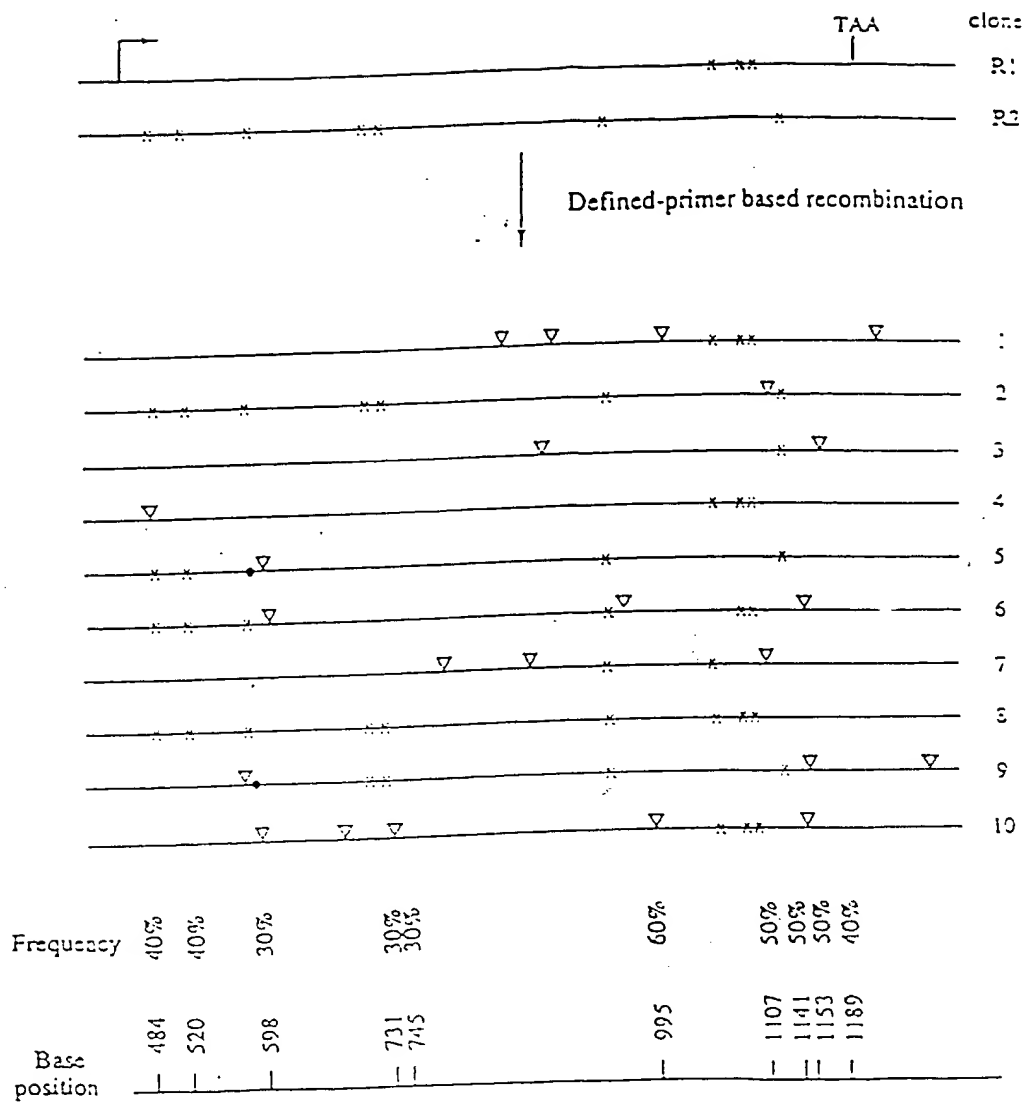 TAA
clone
R1
R2
Defined-primer based recombination
1
2
3
4
5
6
7
8
9
10
Frequency 40% 40% 30% 30% 30% 60% 50% 50% 50% 40%
484 520 598 731 745 995 1107 1141 1153 1189
Base
position